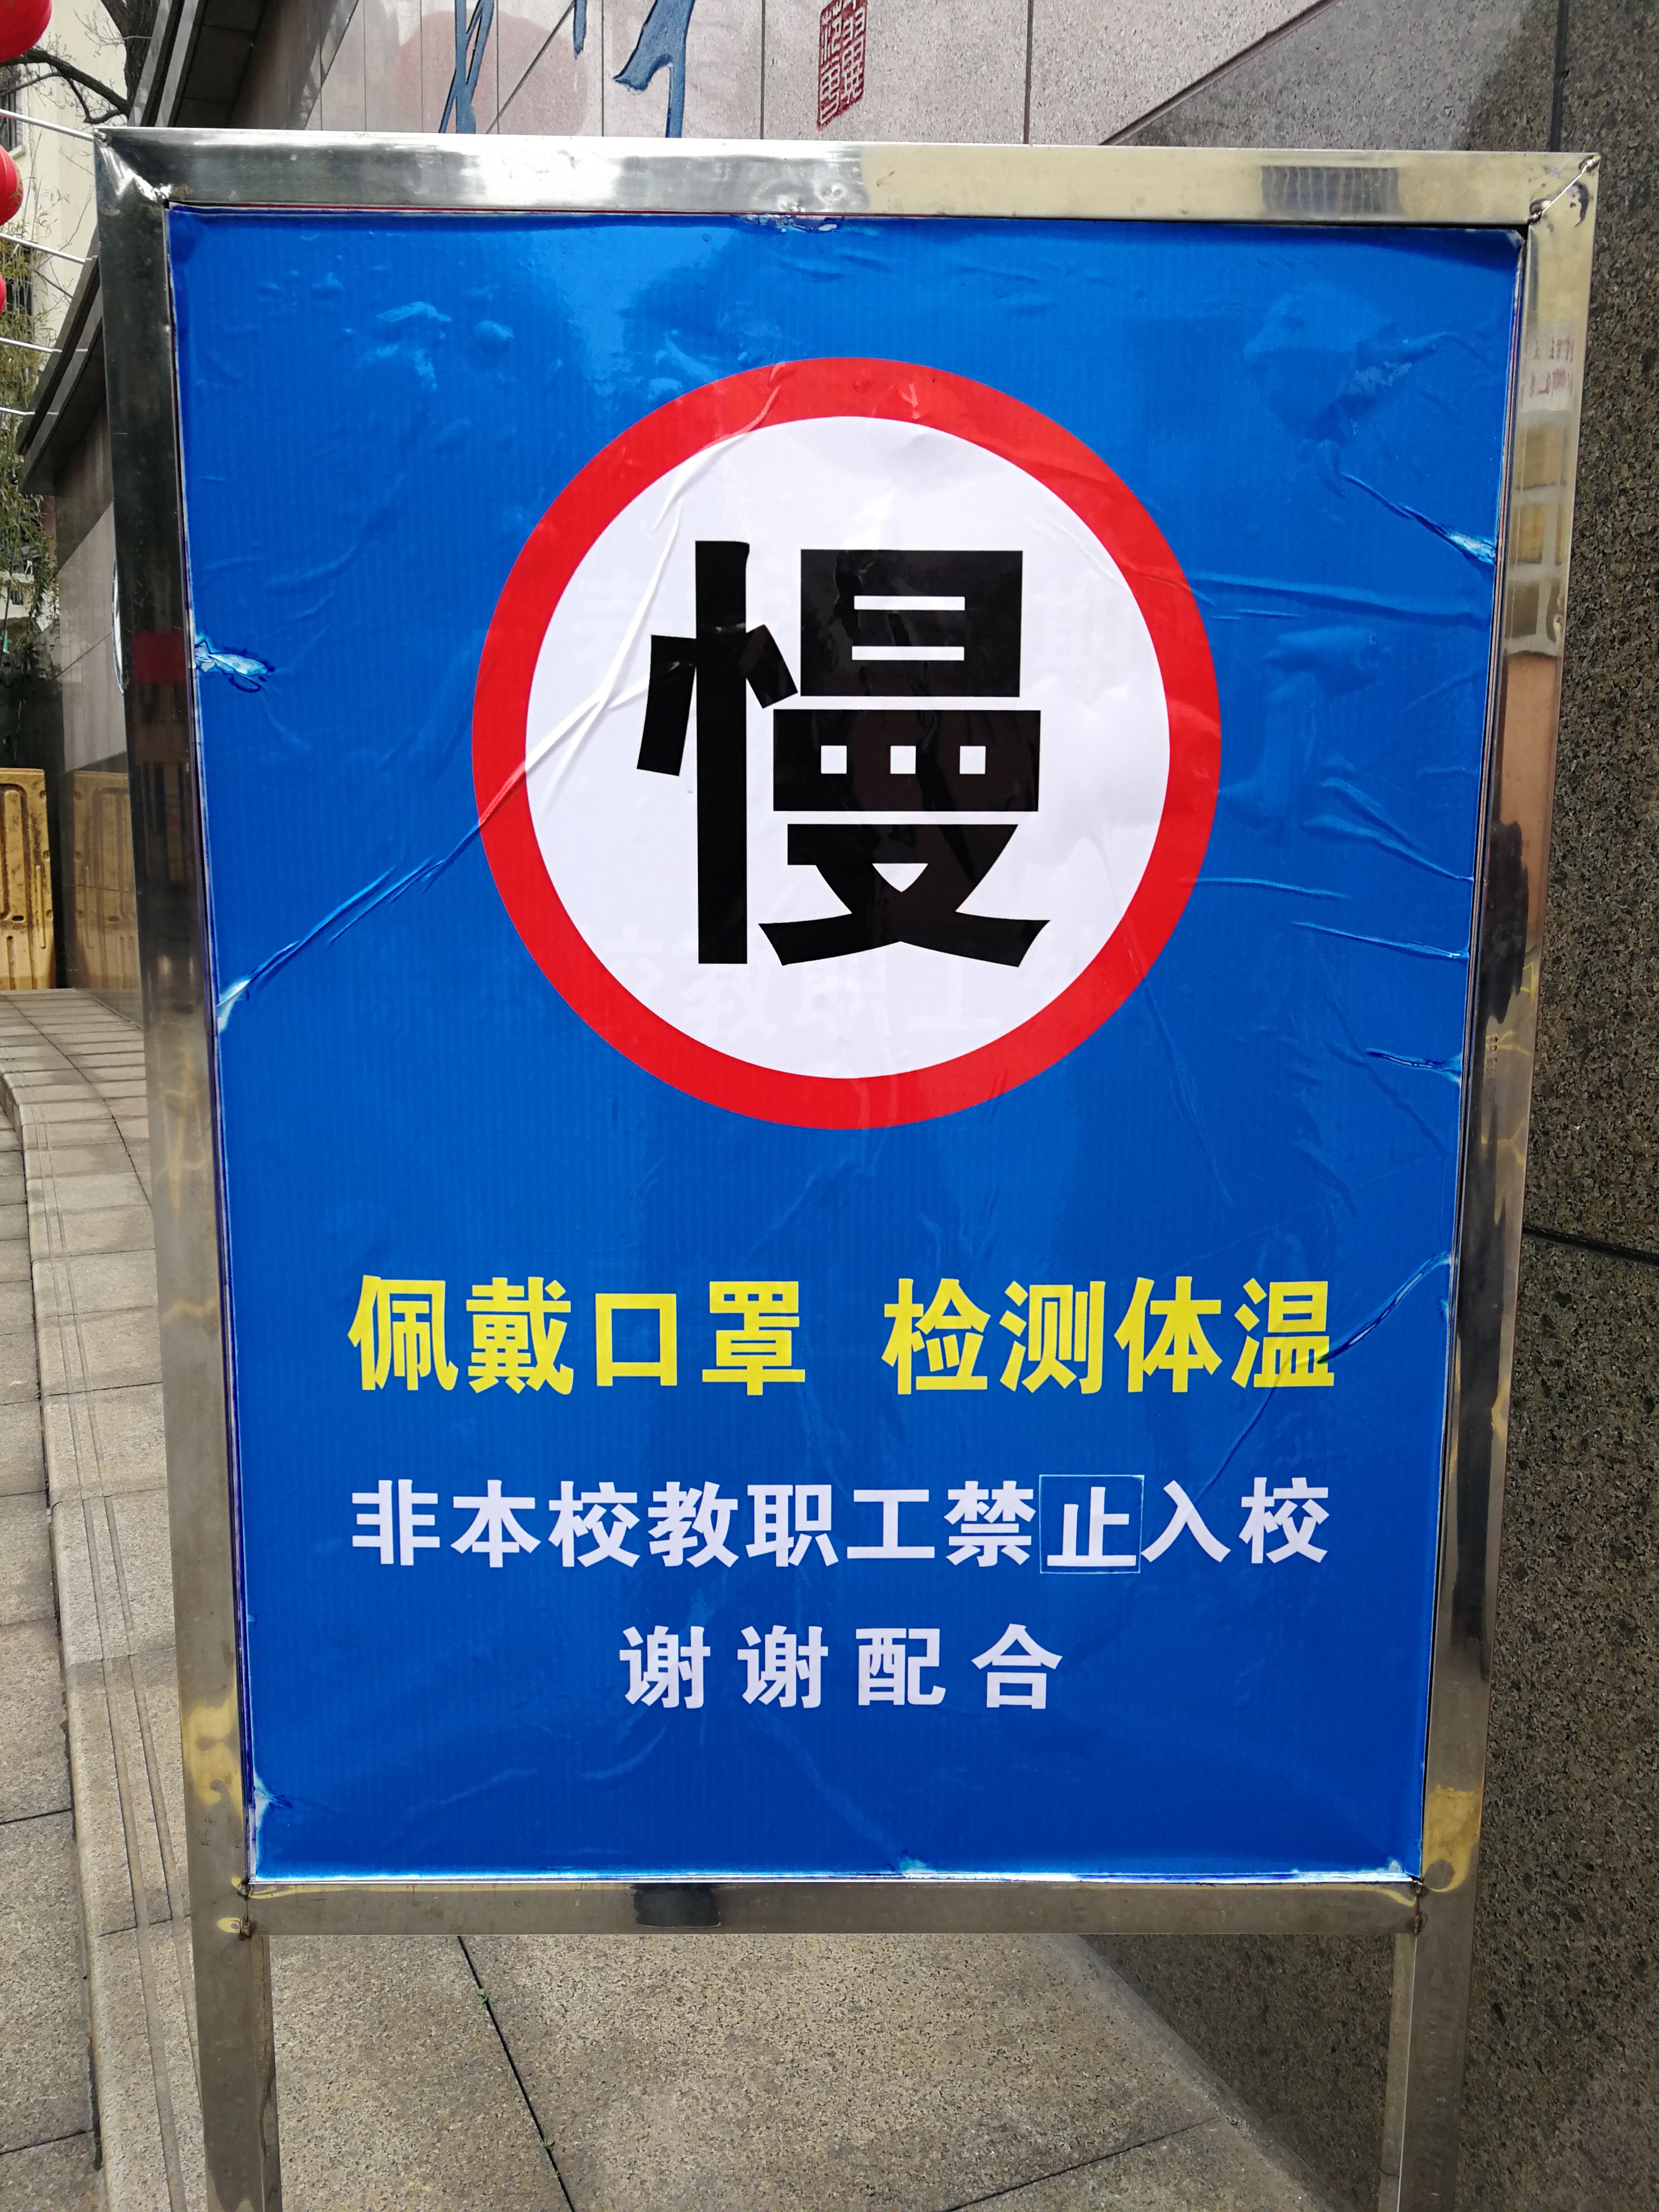 慢
佩戴口罩 检测体温
非本校教职工禁止入校
谢谢配合